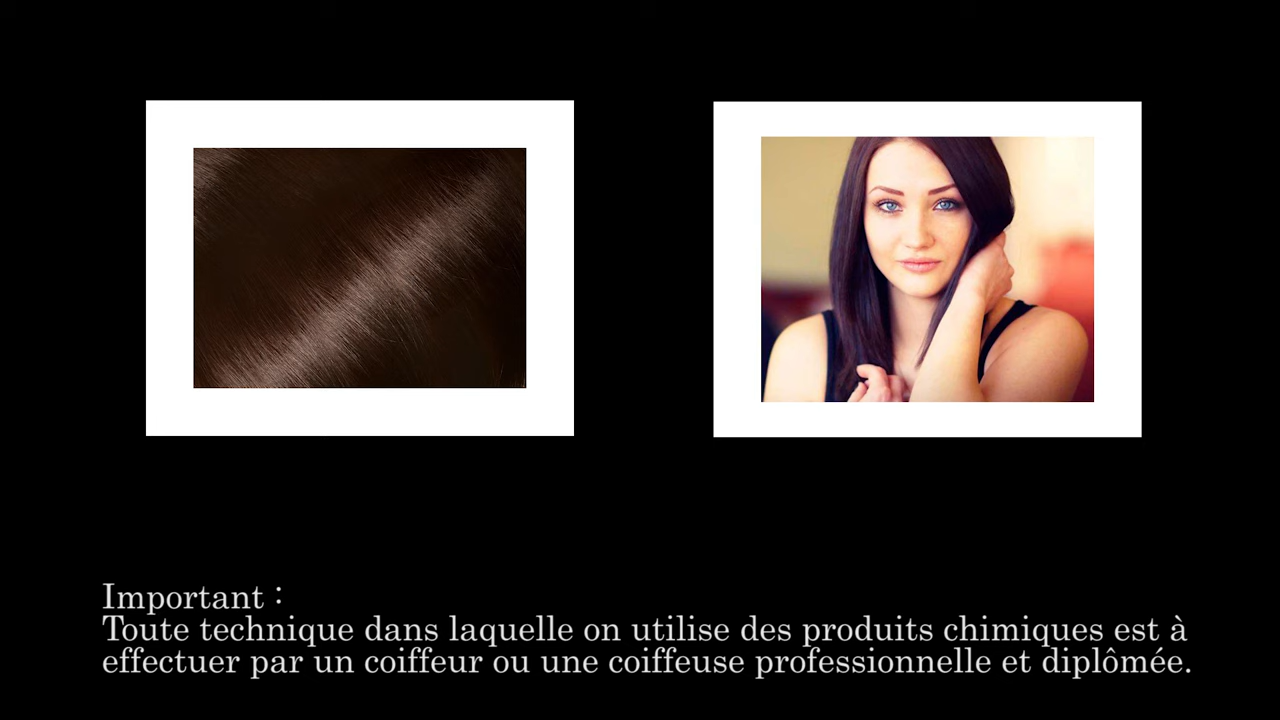 Important :
Toute technique dans laquelle on utilise des produits chimiques est à
effectuer par un coiffeur ou une coiffeuse professionnelle et diplômée.